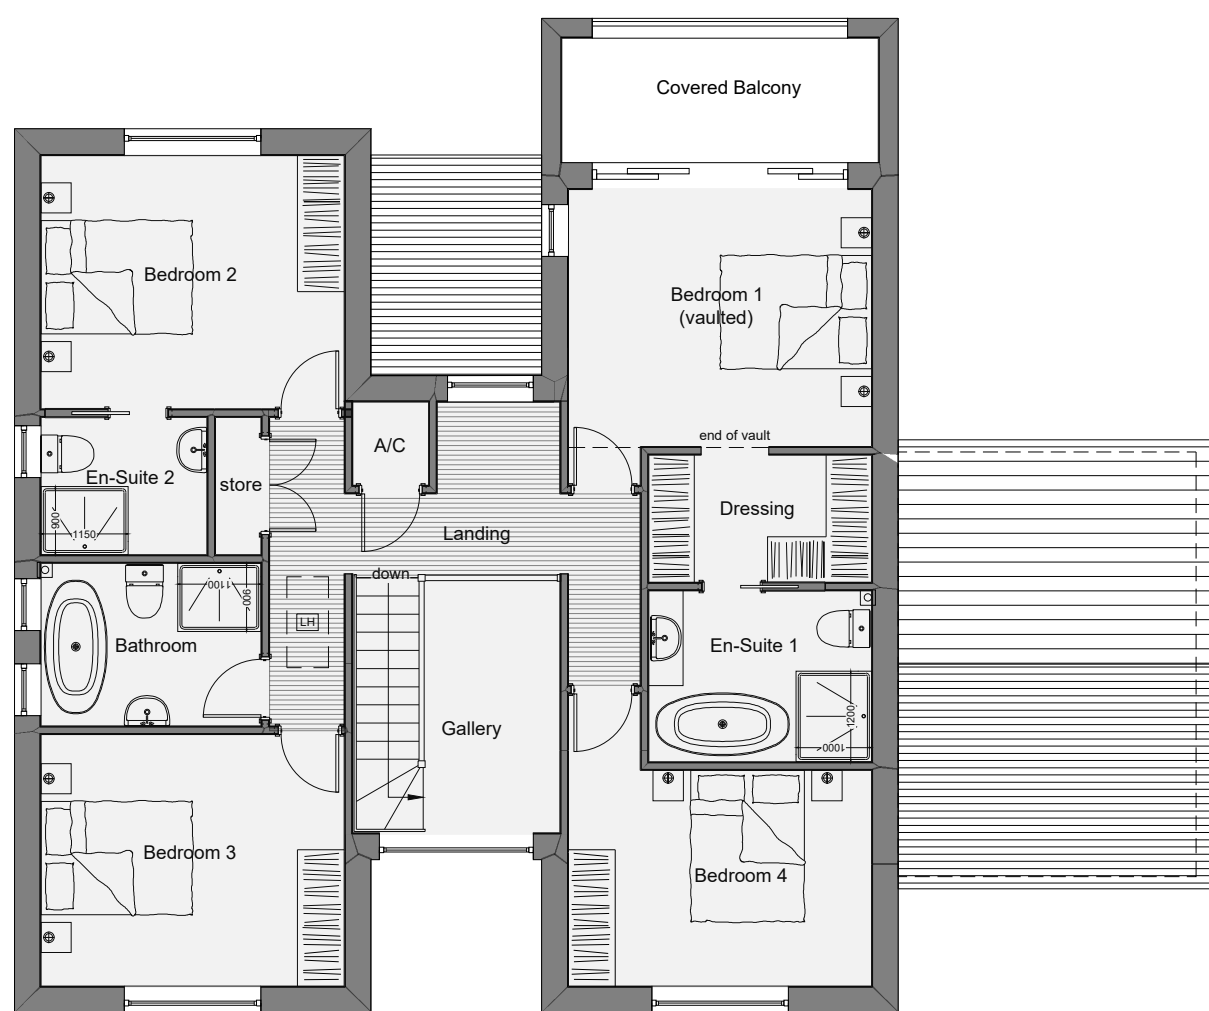 Covered Balcony
Bedroom 2
Bedroom 1
(vaulted)
end of vault
A/C
En-Suite 2
store
Dressing
900
1150
Landing
down
1100
900
LH
Bathroom
En-Suite 1
Gallery
1200
1000
Bedroom 3
Bedroom 4